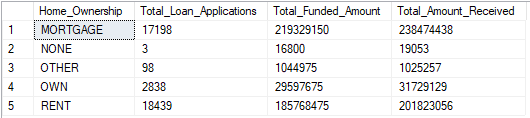 Home_Ownership Total_Loan_Applications Total_Funded_Amount Total_Amount_Received
1 MORTGAGE 17198 219329150 238474438
2 NONE 3 16800 19053
3 OTHER 98 1044975 1025257
4 OWN 2838 29597675 31729129
5 RENT 18439 185768475 201823056